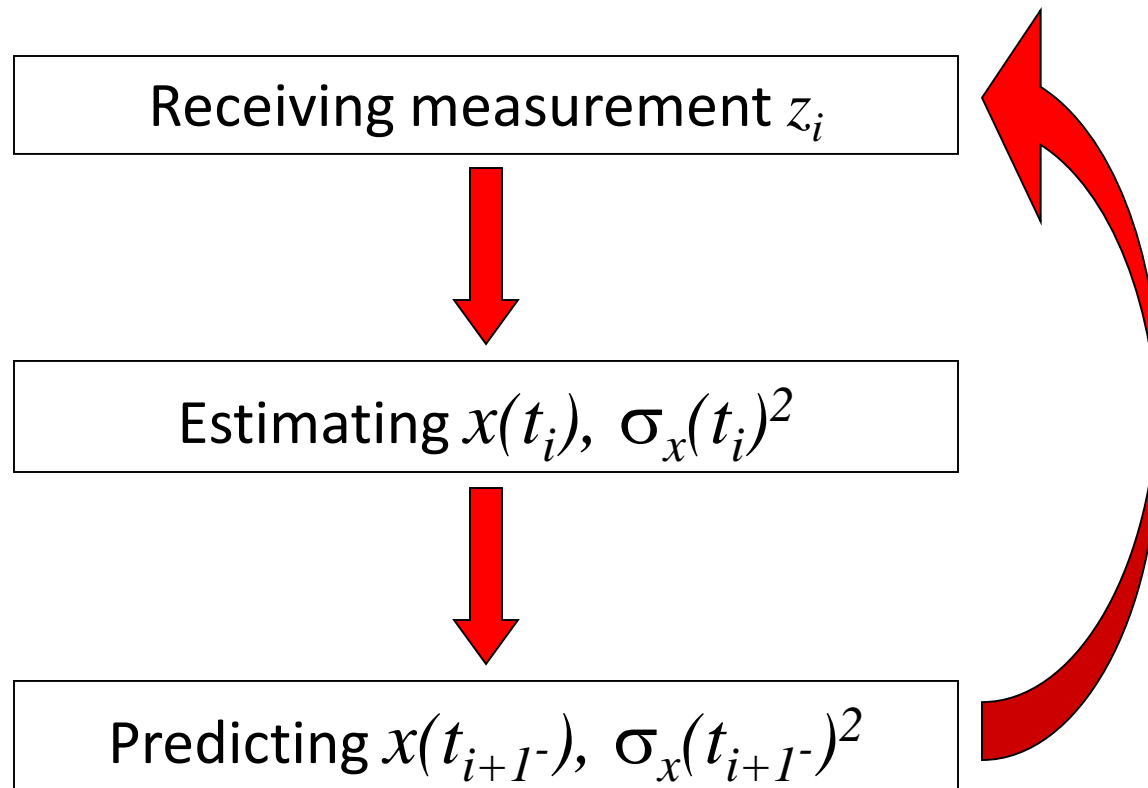 Receiving measurement z_i
Estimating x(t_i), σ_x(t_i)^2
Predicting x(t_{i+1^-}), σ_x(t_{i+1^-})^2